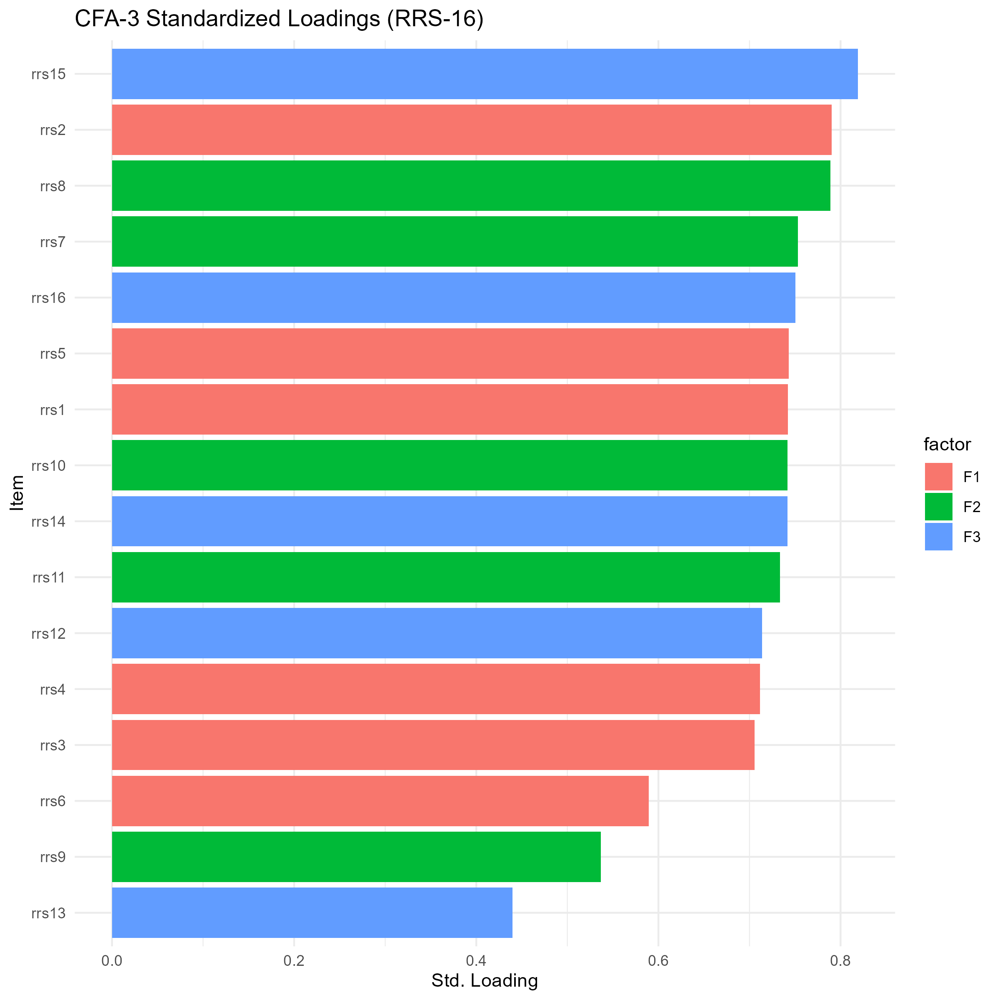 CFA-3 Standardized Loadings (RRS-16)
rrs15
rrs2
rrs8
rrs7
rrs16
rrs5
rrs1
rrs10
rrs14
rrs11
rrs12
rrs4
rrs3
rrs6
rrs9
rrs13
Item
0.0 0.2 0.4 0.6 0.8
Std. Loading
factor
F1
F2
F3